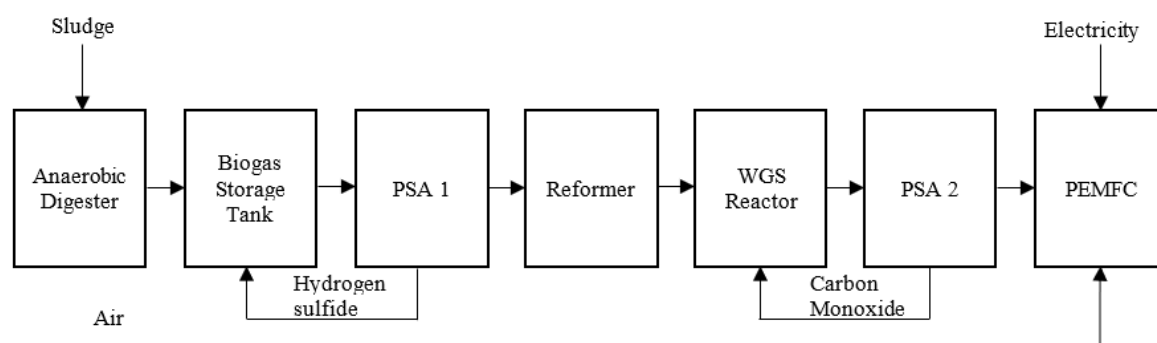 Sludge
Electricity
Anaerobic
Digester
Biogas
Storage
Tank
PSA 1
Reformer
WGS
Reactor
PSA 2
PEMFC
Hydrogen
sulfide
Carbon
Monoxide
Air